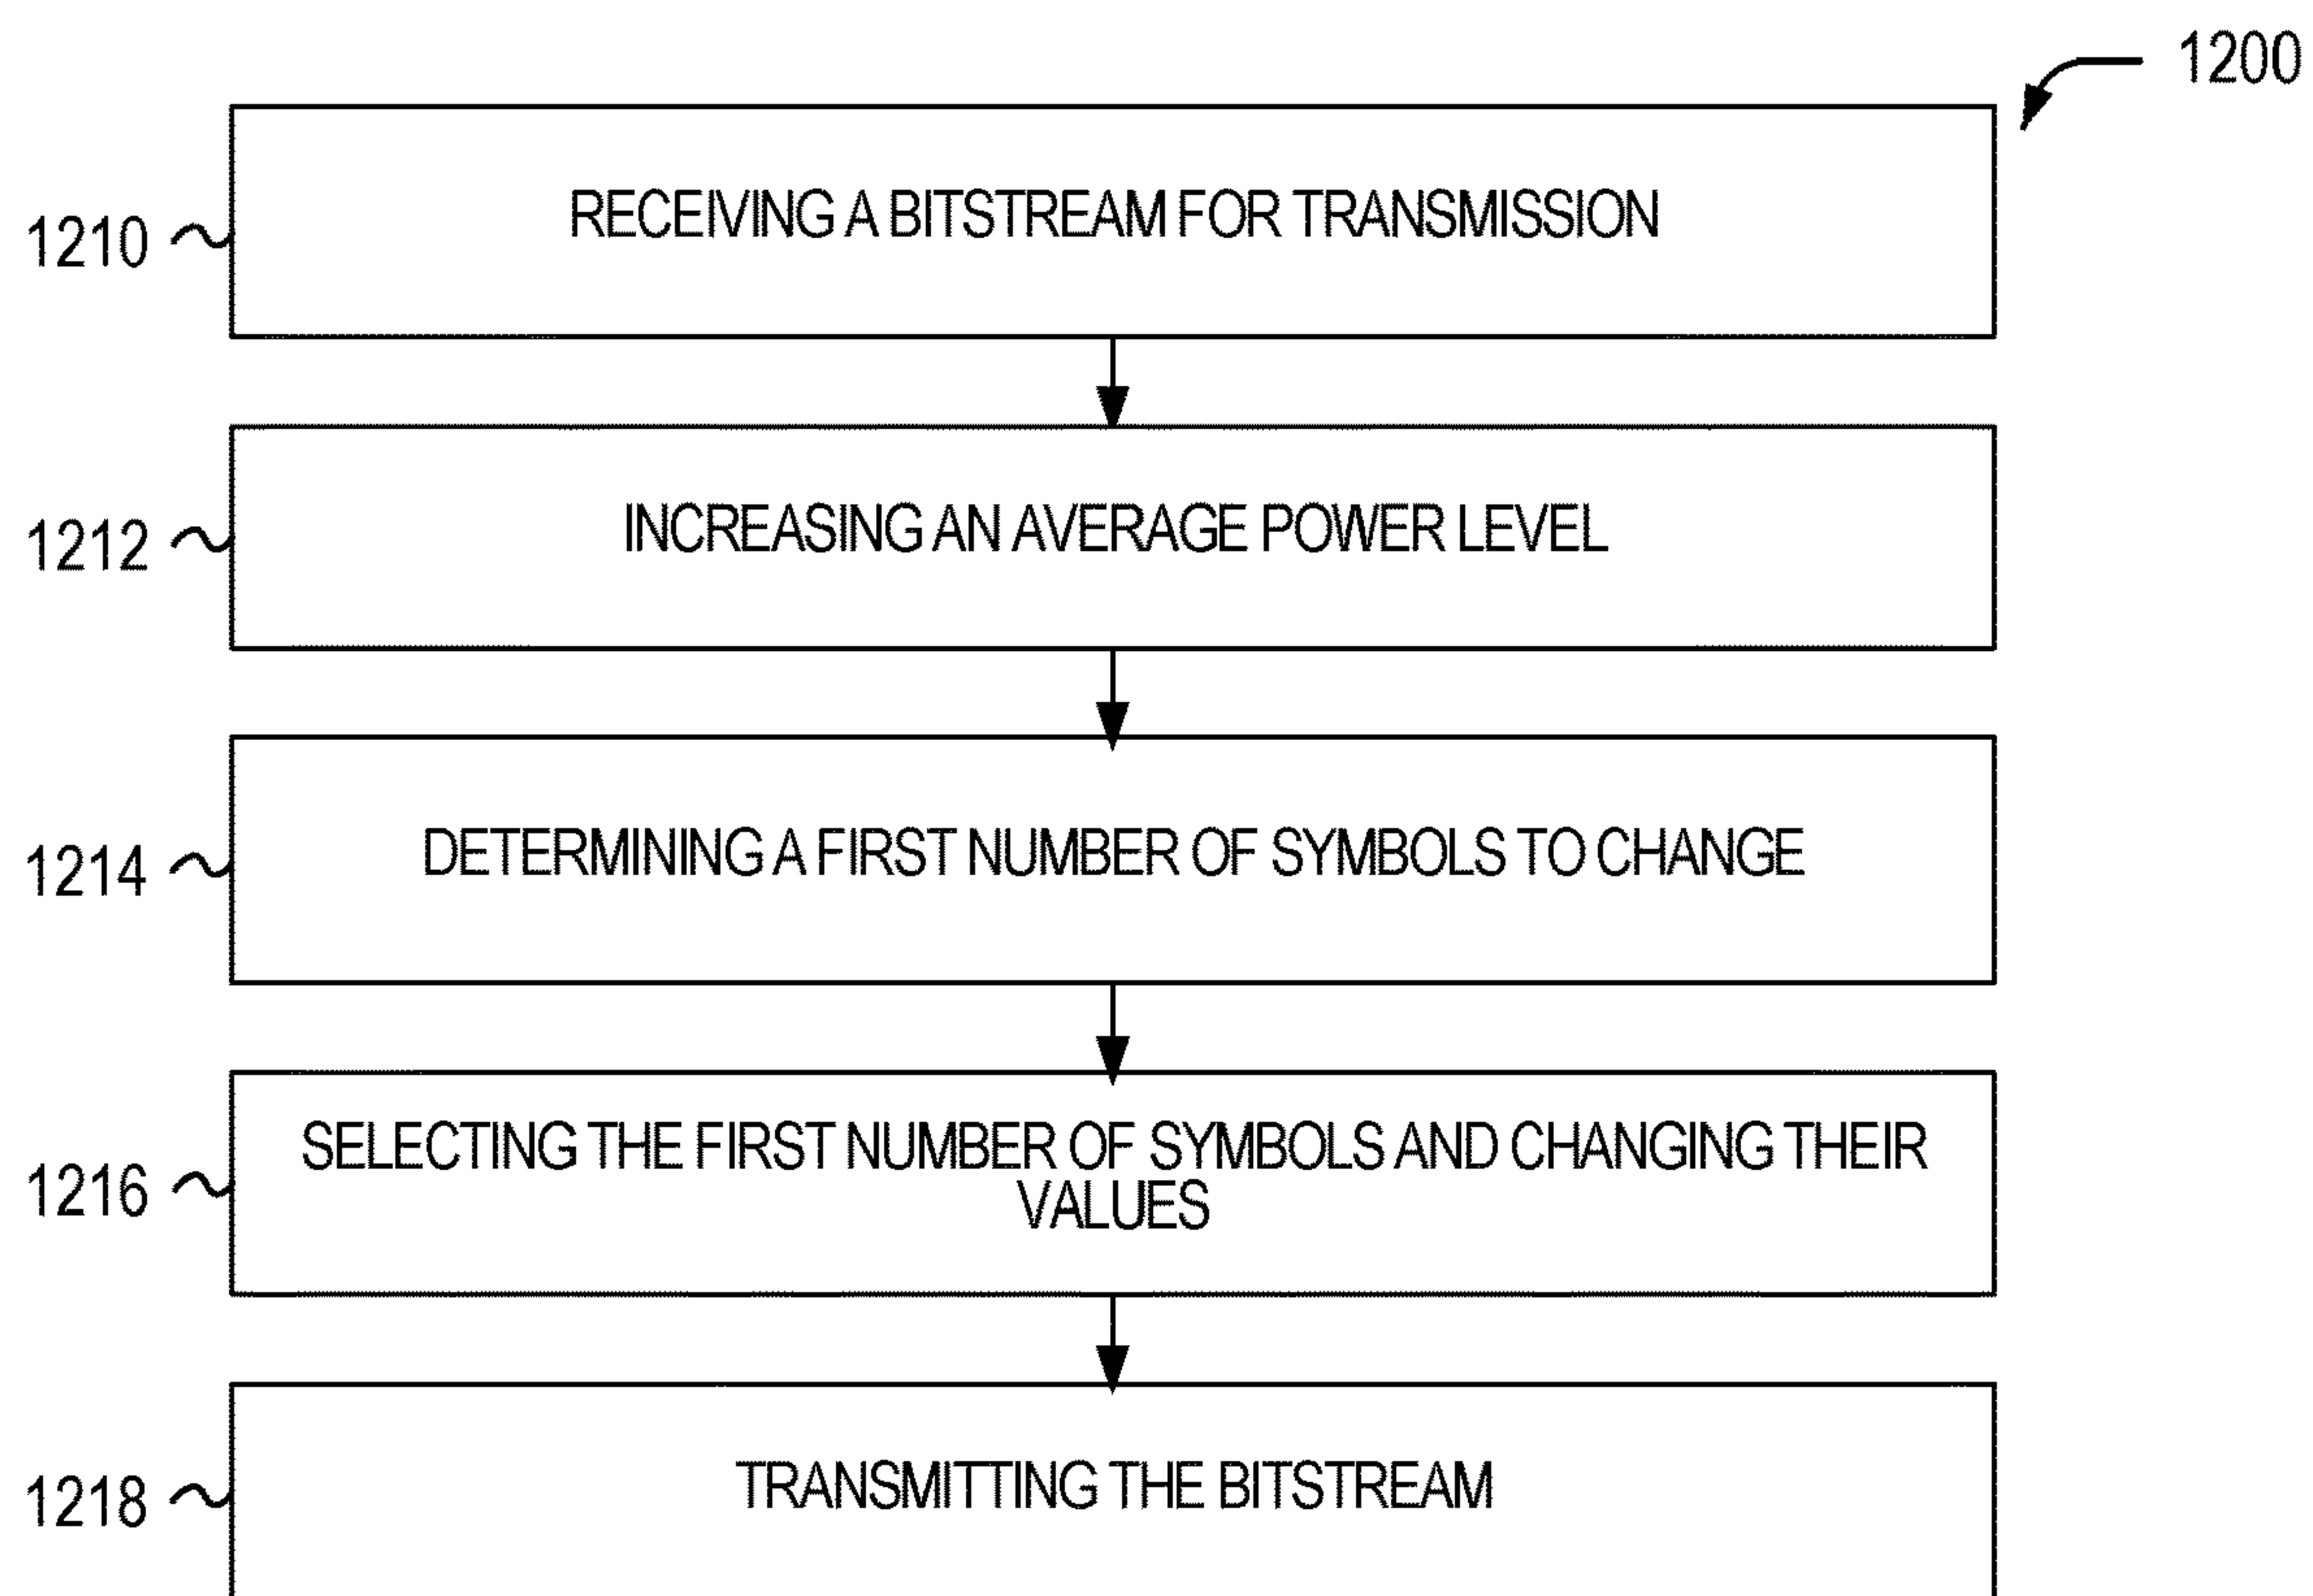 1200
1210 RECEIVING A BITSTREAM FOR TRANSMISSION
1212 INCREASING AN AVERAGE POWER LEVEL
1214 DETERMINING A FIRST NUMBER OF SYMBOLS TO CHANGE
1216 SELECTING THE FIRST NUMBER OF SYMBOLS AND CHANGING THEIR
VALUES
1218 TRANSMITTING THE BITSTREAM